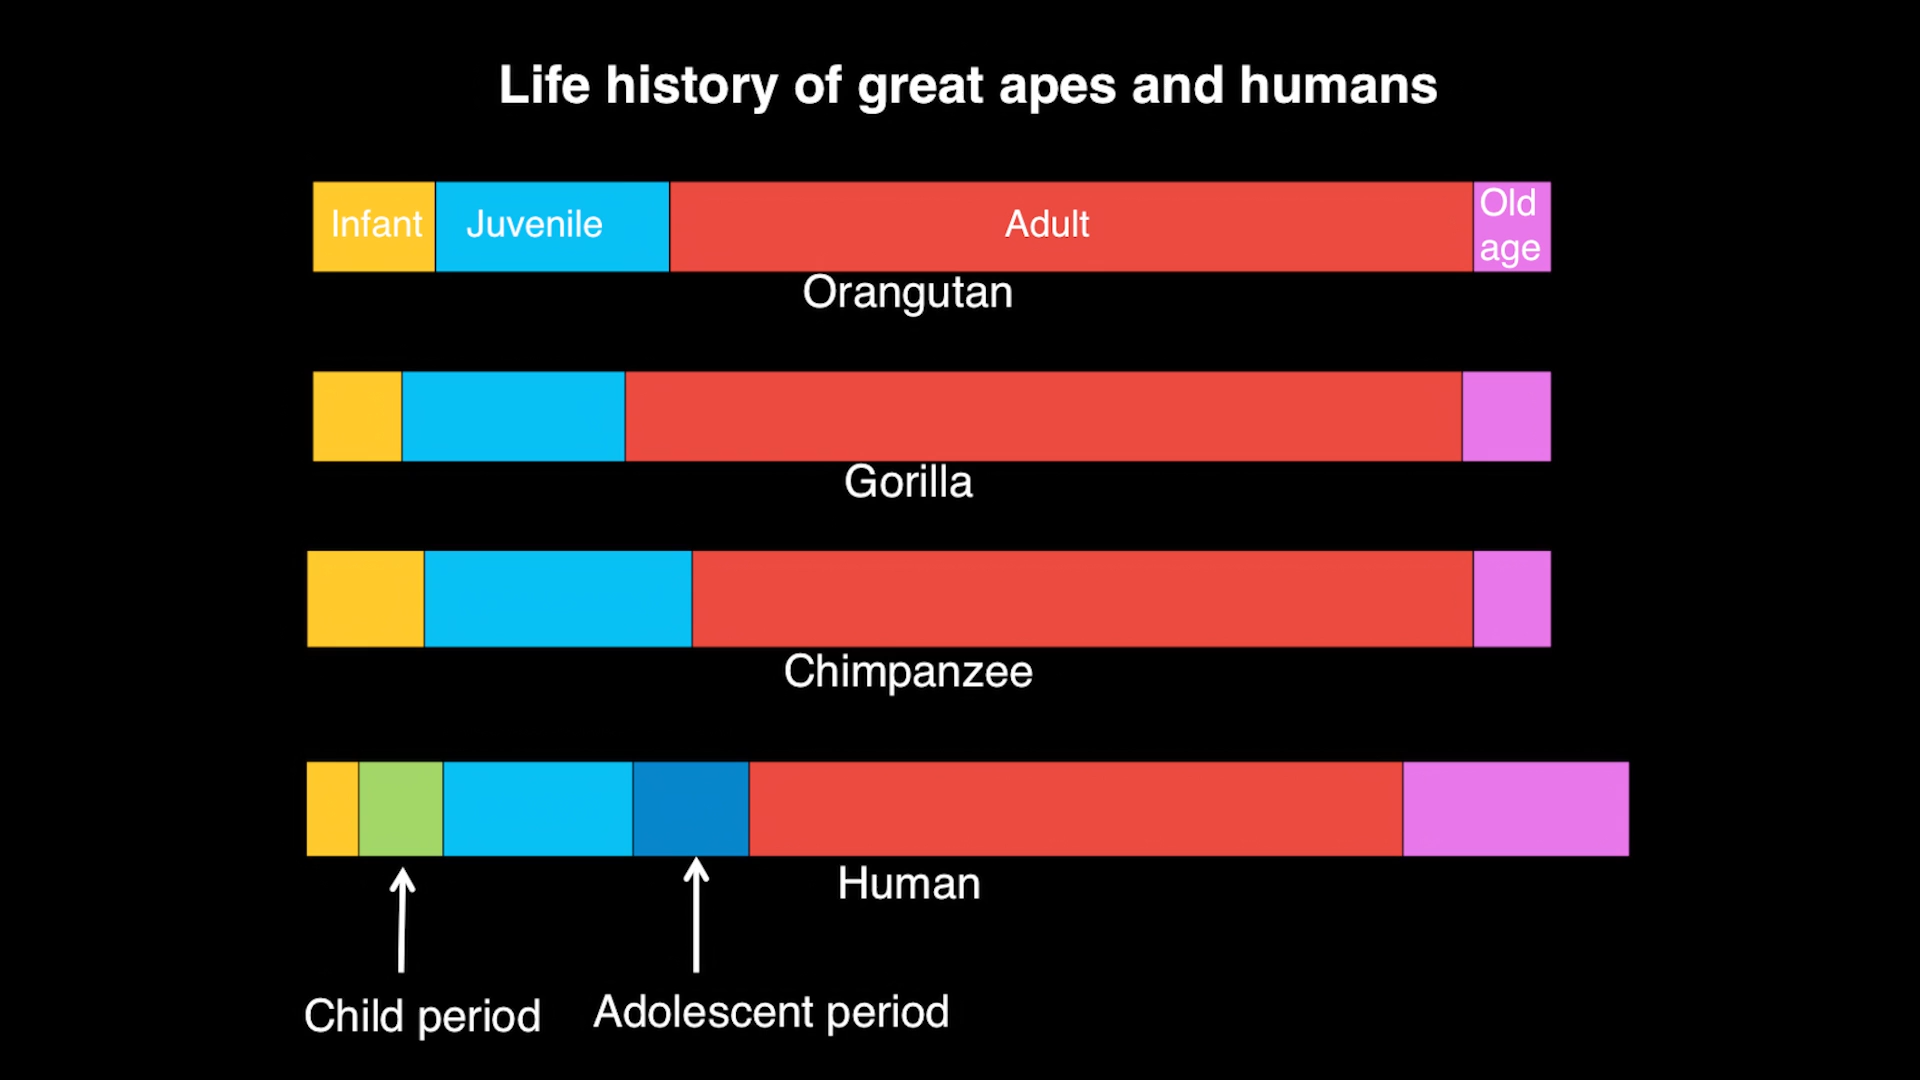 Life history of great apes and humans
Infant
Juvenile
Adult
Old
age
Orangutan
Gorilla
Chimpanzee
Human
Child period
Adolescent period